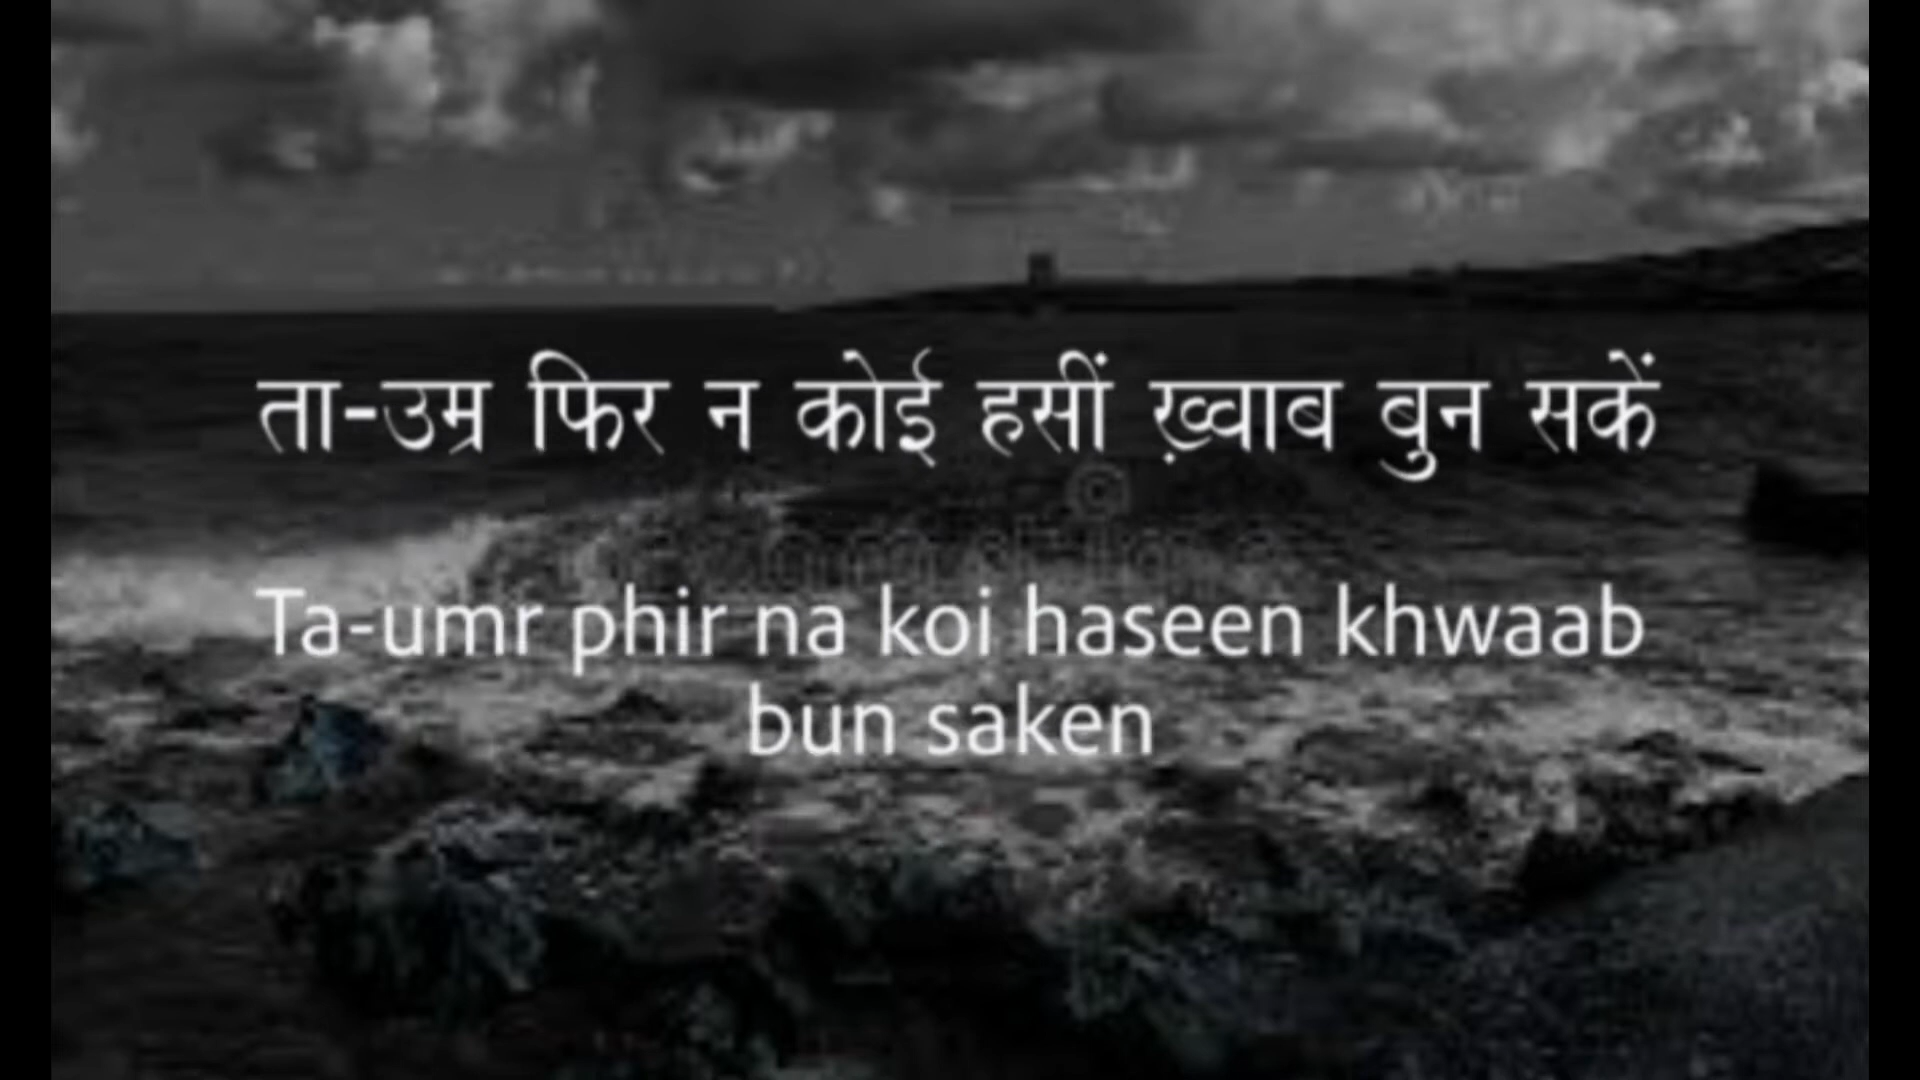 ता-उम्र फिर न कोई हसीं ख़्वाब बुन सकें
Ta-umr phir na koi haseen khwaab
bun saken